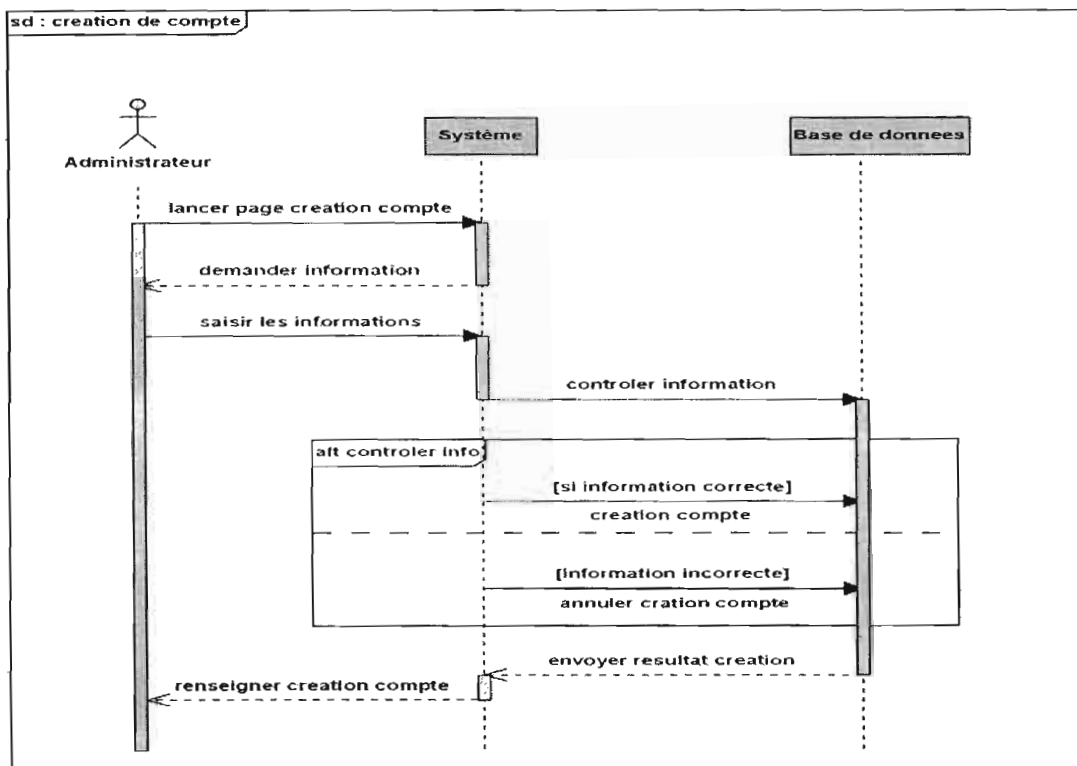 sd : creation de compte
Système
Base de donnees
Administrateur
lancer page creation compte
demander information
saisir les informations
controler information
alt controler info
[si information correcte]
creation compte
[information incorrecte]
annuler cration compte
envoyer resultat creation
renseigner creation compte